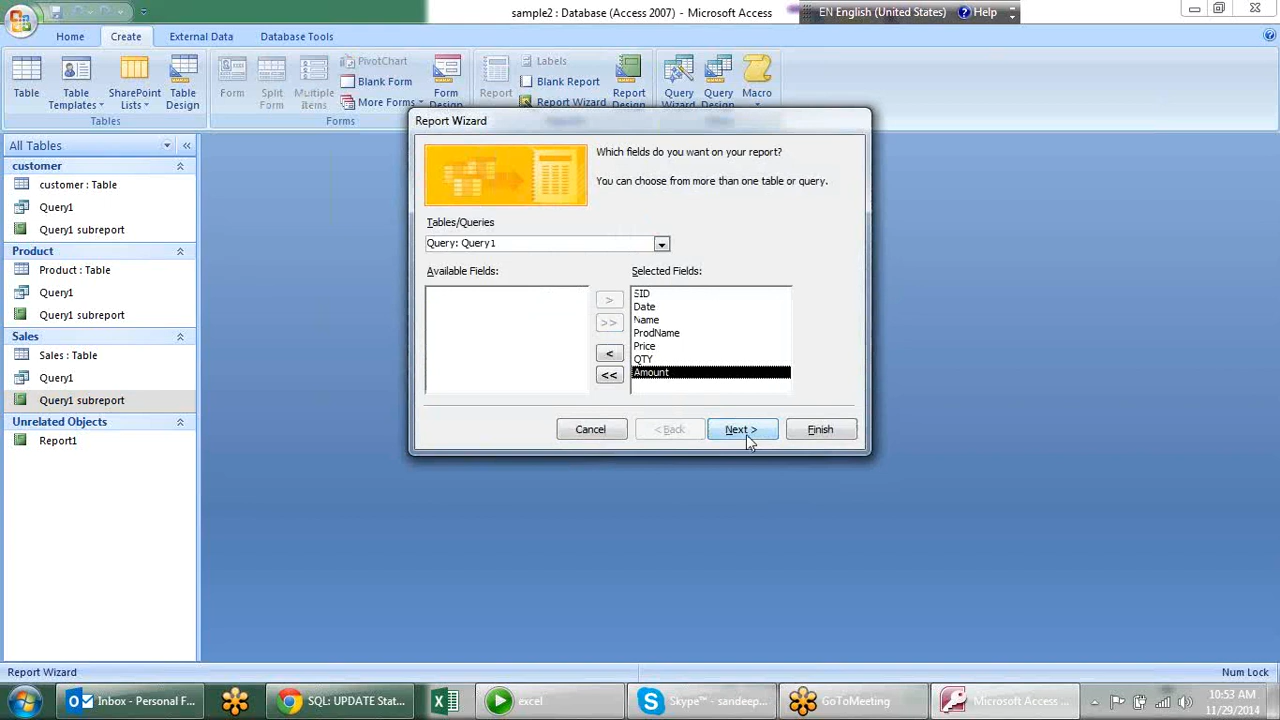 sample2 : Database (Access 2007) - Microsoft Access
EN English (United States)
Help
Home
Create
External Data
Database Tools
Table
Table Templates
SharePoint Lists
Table Design
Tables
Form
Split Form
Multiple Items
PivotChart
Blank Form
More Forms
Form Design
Forms
Report
Labels
Blank Report
Report Wizard
Report Design
Query Wizard
Query Design
Macro
All Tables
customer
customer : Table
Query1
Query1 subreport
Product
Product : Table
Query1
Query1 subreport
Sales
Sales : Table
Query1
Query1 subreport
Unrelated Objects
Report1
Report Wizard
Which fields do you want on your report?
You can choose from more than one table or query.
Tables/Queries
Query: Query1
Available Fields:
Selected Fields:
>
>>
<
<<
SID
Date
Name
ProdName
Price
QTY
Amount
Cancel
< Back
Next >
Finish
Report Wizard
Num Lock
Inbox - Personal F...
SQL: UPDATE Stat...
excel
Skype™ - sandeep...
GoToMeeting
Microsoft Access ...
10:53 AM
11/29/2014